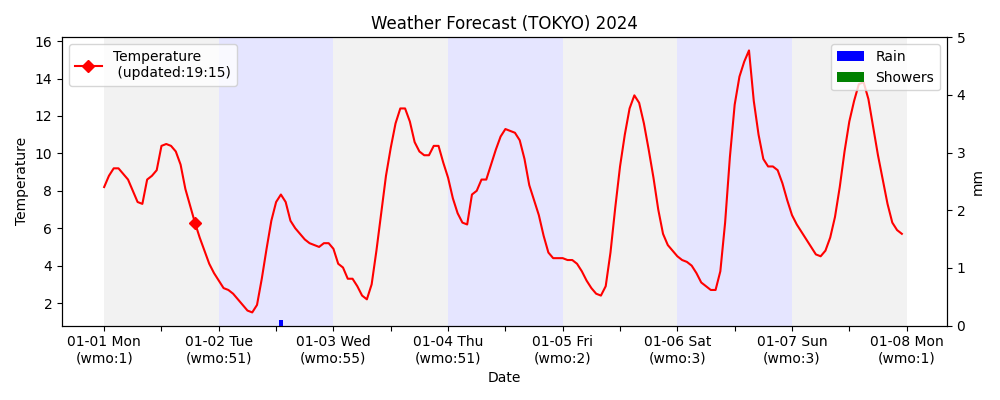 Weather Forecast (TOKYO) 2024
Temperature
(updated:19:15)
Rain
Showers
Temperature
16
14
12
10
8
6
4
2
mm
5
4
3
2
1
0
01-01 Mon
(wmo:1)
01-02 Tue
(wmo:51)
01-03 Wed
(wmo:55)
01-04 Thu
(wmo:51)
01-05 Fri
(wmo:2)
01-06 Sat
(wmo:3)
01-07 Sun
(wmo:3)
01-08 Mon
(wmo:1)
Date